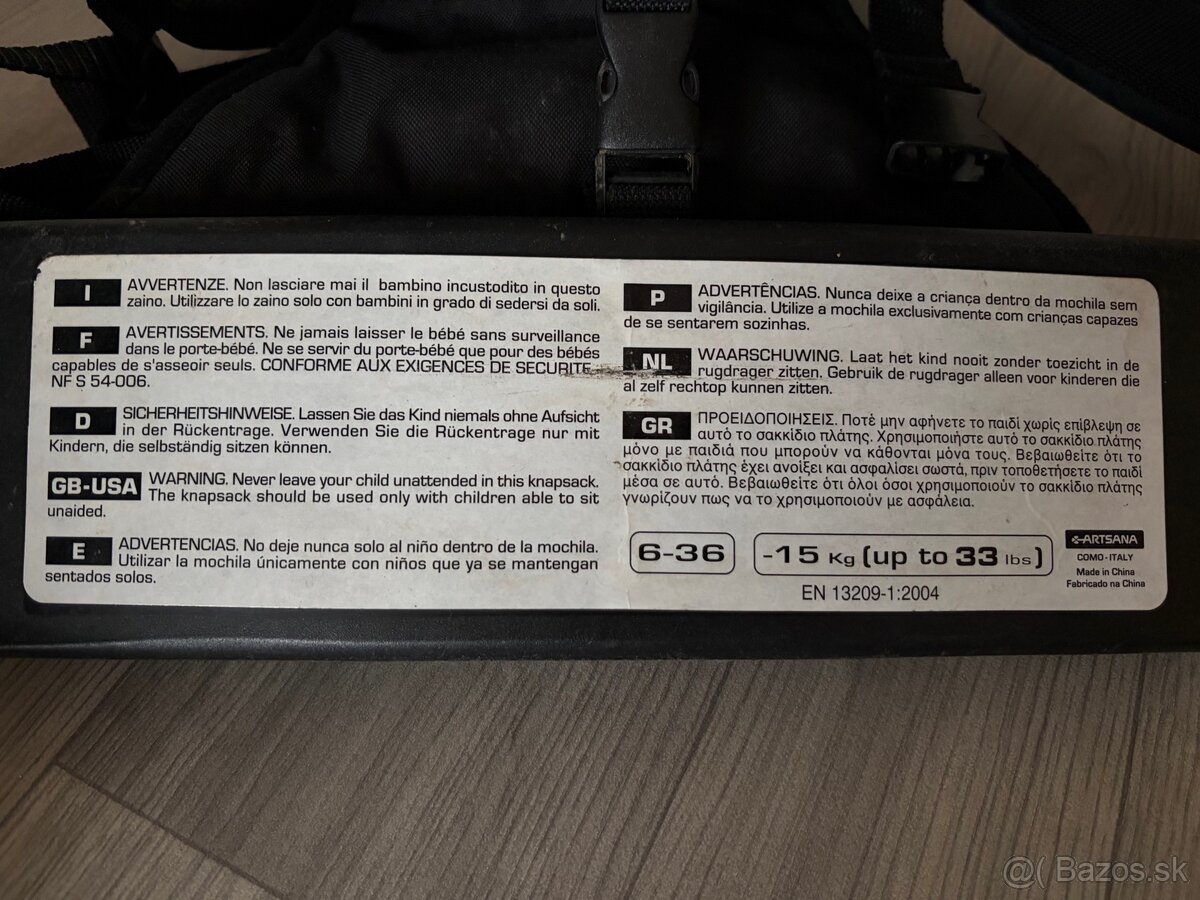 I AVVERTENZE. Non lasciare mai il bambino incustodito in questo
zaino. Utilizzare lo zaino solo con bambini in grado di sedersi da soli.
F AVERTISSEMENTS. Ne jamais laisser le bébé sans surveillance
dans le porte-bébé. Ne se servir du porte-bébé que pour des bébés
capables de s'asseoir seuls. CONFORME AUX EXIGENCES DE SECURITE
NF S 54-006.
D SICHERHEITSHINWEISE. Lassen Sie das Kind niemals ohne Aufsicht
in der Rückentrage. Verwenden Sie die Rückentrage nur mit
Kindern, die selbständig sitzen können.
GB-USA WARNING. Never leave your child unattended in this knapsack.
The knapsack should be used only with children able to sit
unaided.
E ADVERTENCIAS. No deje nunca solo al niño dentro de la mochila.
Utilizar la mochila únicamente con niños que ya se mantengan
sentados solos.
P ADVERTÊNCIAS. Nunca deixe a criança dentro da mochila sem
vigilância. Utilize a mochila exclusivamente com crianças capazes
de se sentarem sozinhas.
NL WAARSCHUWING. Laat het kind nooit zonder toezicht in de
rugdrager zitten. Gebruik de rugdrager alleen voor kinderen die
al zelf rechtop kunnen zitten.
GR ΠΡΟΕΙΔΟΠΟΙΗΣΕΙΣ. Ποτέ μην αφήνετε το παιδί χωρίς επίβλεψη σε
αυτό το σακκίδιο πλάτης. Χρησιμοποιήστε αυτό το σακκίδιο πλάτης
μόνο με παιδιά που μπορούν να κάθονται μόνα τους. Βεβαιωθείτε ότι το
σακκίδιο πλάτης έχει ανοίξει και ασφαλίσει σωστά, πριν τοποθετήσετε το παιδί
μέσα σε αυτό. Βεβαιωθείτε ότι όλοι όσοι χρησιμοποιούν το σακκίδιο πλάτης
γνωρίζουν πως να το χρησιμοποιούν με ασφάλεια.
6-36
-15 Kg (up to 33 lbs)
EN 13209-1:2004
ARTSANA
COMO - ITALY
Made in China
Fabricado na China
@( Bazos.sk